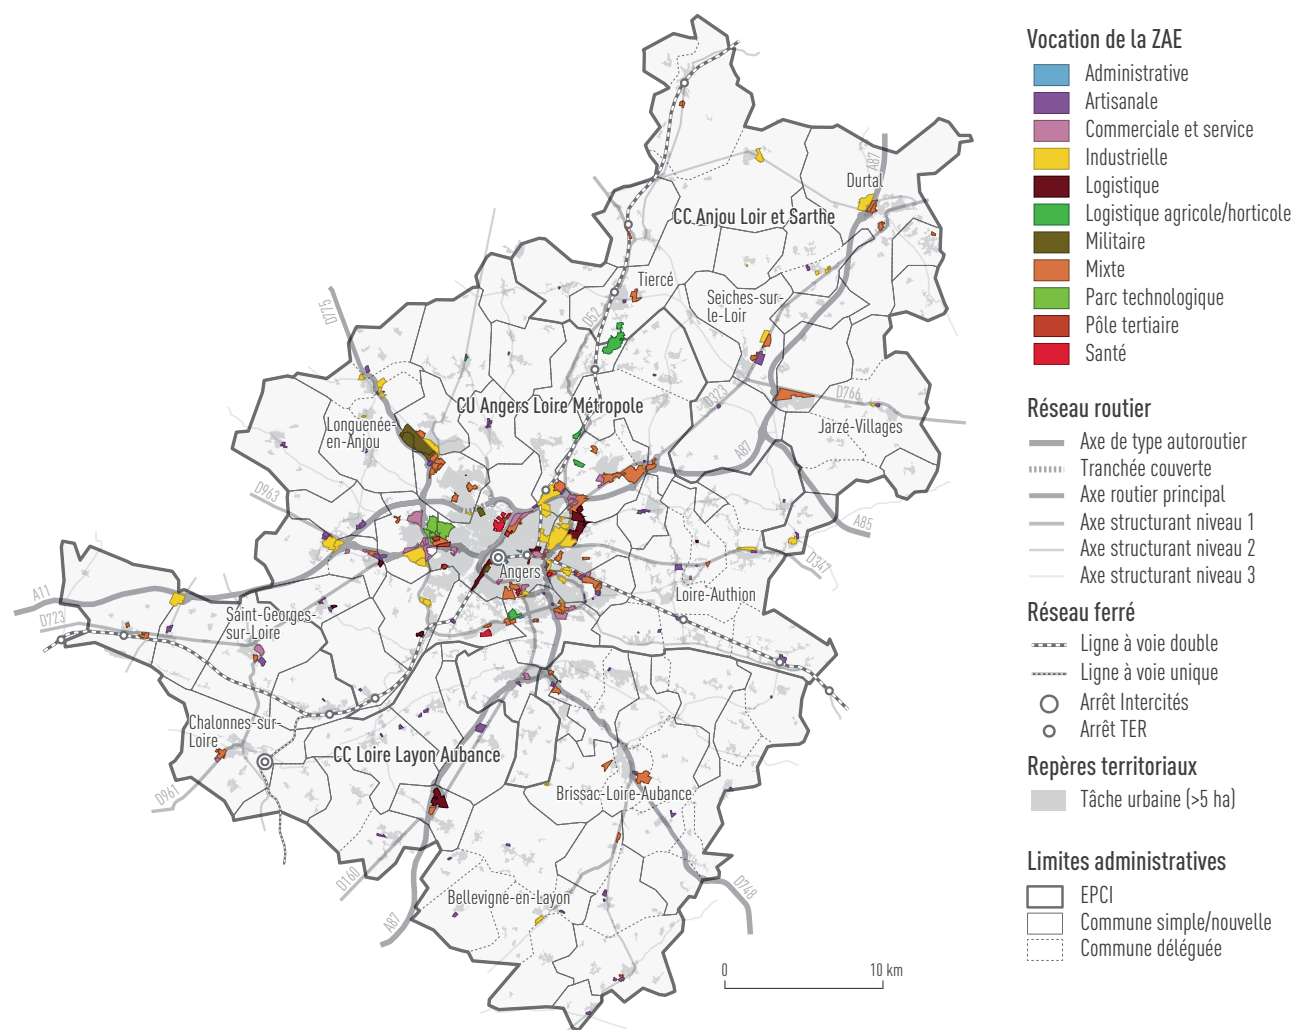 Vocation de la ZAE
Administrative
Artisanale
Commerciale et service
Industrielle
Logistique
Logistique agricole/horticole
Militaire
Mixte
Parc technologique
Pôle tertiaire
Santé
Réseau routier
Axe de type autoroutier
Tranchée couverte
Axe routier principal
Axe structurant niveau 1
Axe structurant niveau 2
Axe structurant niveau 3
Réseau ferré
Ligne à voie double
Ligne à voie unique
Arrêt Intercités
Arrêt TER
Repères territoriaux
Tâche urbaine (>5 ha)
Limites administratives
EPCI
Commune simple/nouvelle
Commune déléguée
A87
Durtal
CC Anjou Loir et Sarthe
Tiercé
Seiches-sur-
le-Loir
D775
D52
D323
D766
CU Angers Loire Métropole
Longuenée-
en-Anjou
Jarzé-Villages
A87
D963
A85
D347
Angers
Loire-Authion
A11
D723
Saint-Georges-
sur-Loire
Chalonnes-sur-
Loire
CC Loire Layon Aubance
D961
Brissac-Loire-Aubance
D160
Bellevigne-en-Layon
D748
A87
0
10 km